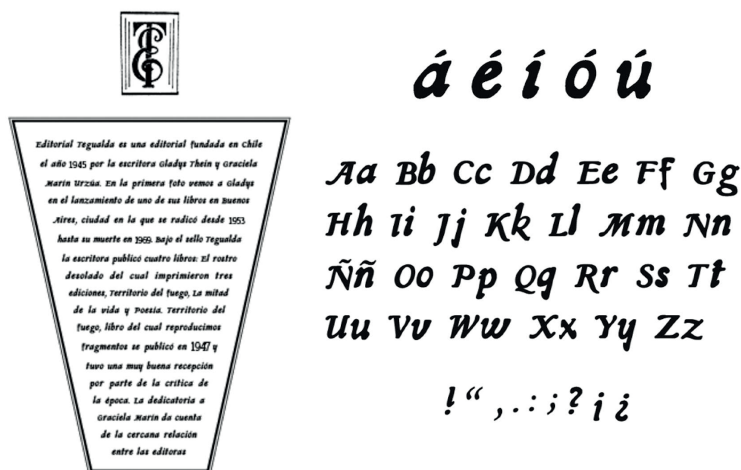 Editorial Tegualda es una editorial fundada en Chile
el año 1945 por la escritora Gladys Thein y Graciela
Marín Urzúa. En la primera foto vemos a Gladys
en el lanzamiento de uno de sus libros en Buenos
Aires, ciudad en la que se radicó desde 1953
hasta su muerte en 1969. Bajo el sello Tegualda
la escritora publicó cuatro libros: El rostro
desolado del cual imprimieron tres
ediciones, Territorio del fuego, La mitad
de la vida y Poesía. Territorio del
fuego, libro del cual reproducimos
fragmentos se publicó en 1947 y
tuvo una muy buena recepción
por parte de la crítica de
la época. La dedicatoria a
Graciela Marín da cuenta
de la cercana relación
entre las editoras
á é í ó ú
Aa Bb Cc Dd Ee Ff Gg
Hh Ii Jj Kk Ll Mm Nn
Ññ Oo Pp Qq Rr Ss Tt
Uu Vv Ww Xx Yy Zz
! “ , . : ; ? ¡ ¿